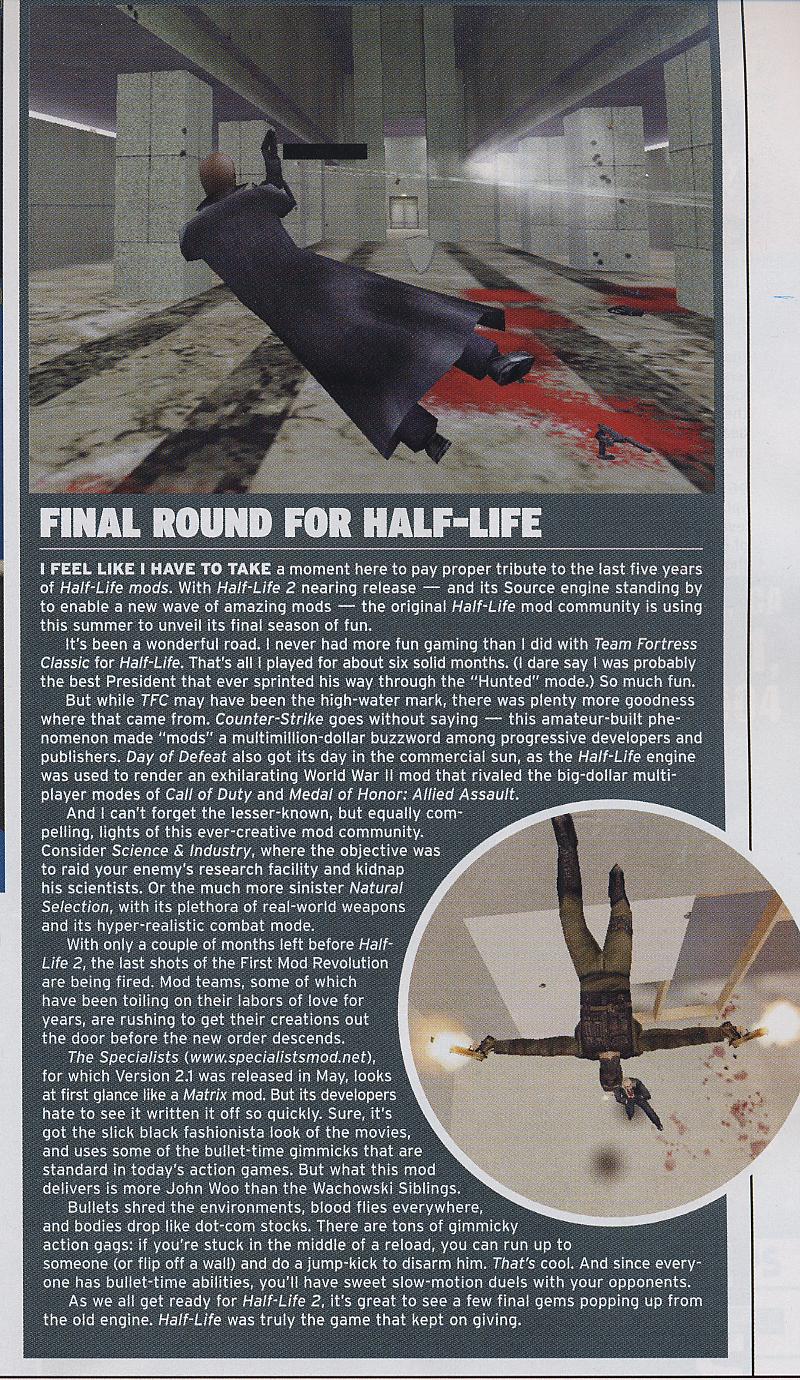 FINAL ROUND FOR HALF-LIFE
I FEEL LIKE I HAVE TO TAKE a moment here to pay proper tribute to the last five years
of Half-Life mods. With Half-Life 2 nearing release — and its Source engine standing by
to enable a new wave of amazing mods — the original Half-Life mod community is using
this summer to unveil its final season of fun.
It's been a wonderful road. I never had more fun gaming than I did with Team Fortress
Classic for Half-Life. That's all I played for about six solid months. (I dare say I was probably
the best President that ever sprinted his way through the "Hunted" mode.) So much fun.
But while TFC may have been the high-water mark, there was plenty more goodness
where that came from. Counter-Strike goes without saying — this amateur-built phe-
nomenon made "mods" a multimillion-dollar buzzword among progressive developers and
publishers. Day of Defeat also got its day in the commercial sun, as the Half-Life engine
was used to render an exhilarating World War II mod that rivaled the big-dollar multi-
player modes of Call of Duty and Medal of Honor: Allied Assault.
And I can't forget the lesser-known, but equally com-
pelling, lights of this ever-creative mod community.
Consider Science & Industry, where the objective was
to raid your enemy's research facility and kidnap
his scientists. Or the much more sinister Natural
Selection, with its plethora of real-world weapons
and its hyper-realistic combat mode.
With only a couple of months left before Half-
Life 2, the last shots of the First Mod Revolution
are being fired. Mod teams, some of which
have been toiling on their labors of love for
years, are rushing to get their creations out
the door before the new order descends.
The Specialists (www.specialistsmod.net),
for which Version 2.1 was released in May, looks
at first glance like a Matrix mod. But its developers
hate to see it written it off so quickly. Sure, it's
got the slick black fashionista look of the movies,
and uses some of the bullet-time gimmicks that are
standard in today's action games. But what this mod
delivers is more John Woo than the Wachowski Siblings.
Bullets shred the environments, blood flies everywhere,
and bodies drop like dot-com stocks. There are tons of gimmicky
action gags: if you're stuck in the middle of a reload, you can run up to
someone (or flip off a wall) and do a jump-kick to disarm him. That's cool. And since every-
one has bullet-time abilities, you'll have sweet slow-motion duels with your opponents.
As we all get ready for Half-Life 2, it's great to see a few final gems popping up from
the old engine. Half-Life was truly the game that kept on giving.